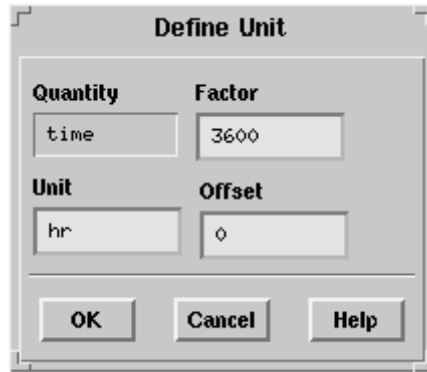 Define Unit
Quantity Factor
time 3600
Unit Offset
hr 0
OK Cancel Help